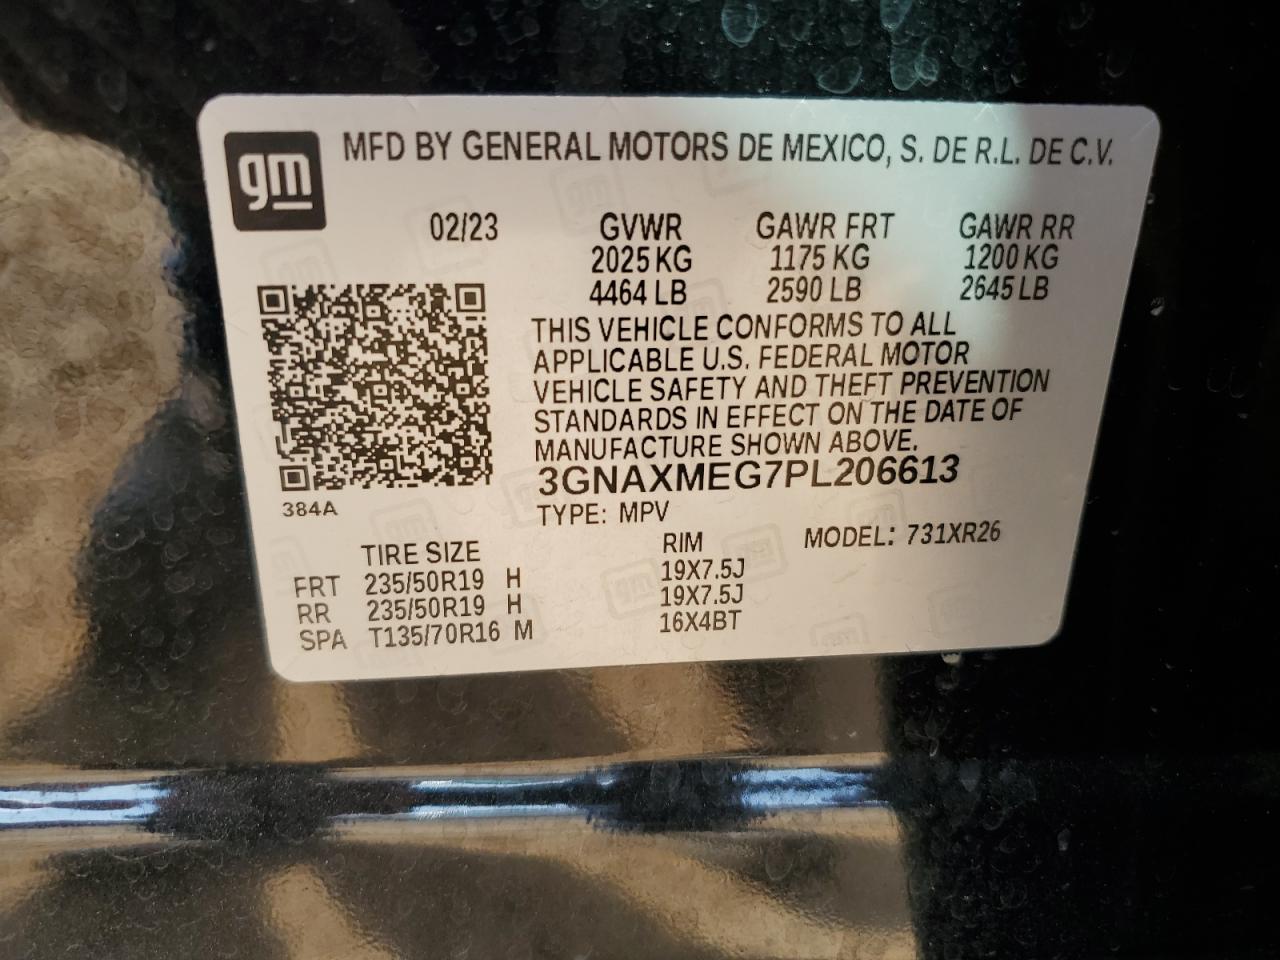 gm
MFD BY GENERAL MOTORS DE MEXICO, S. DE R.L. DE C.V.
02/23 GVWR GAWR FRT GAWR RR
2025 KG 1175 KG 1200 KG
4464 LB 2590 LB 2645 LB
THIS VEHICLE CONFORMS TO ALL
APPLICABLE U.S. FEDERAL MOTOR
VEHICLE SAFETY AND THEFT PREVENTION
STANDARDS IN EFFECT ON THE DATE OF
MANUFACTURE SHOWN ABOVE.
3GNAXMEG7PL206613
384A
TYPE: MPV
MODEL: 731XR26
TIRE SIZE RIM
FRT 235/50R19 H 19X7.5J
RR 235/50R19 H 19X7.5J
SPA T135/70R16 M 16X4BT